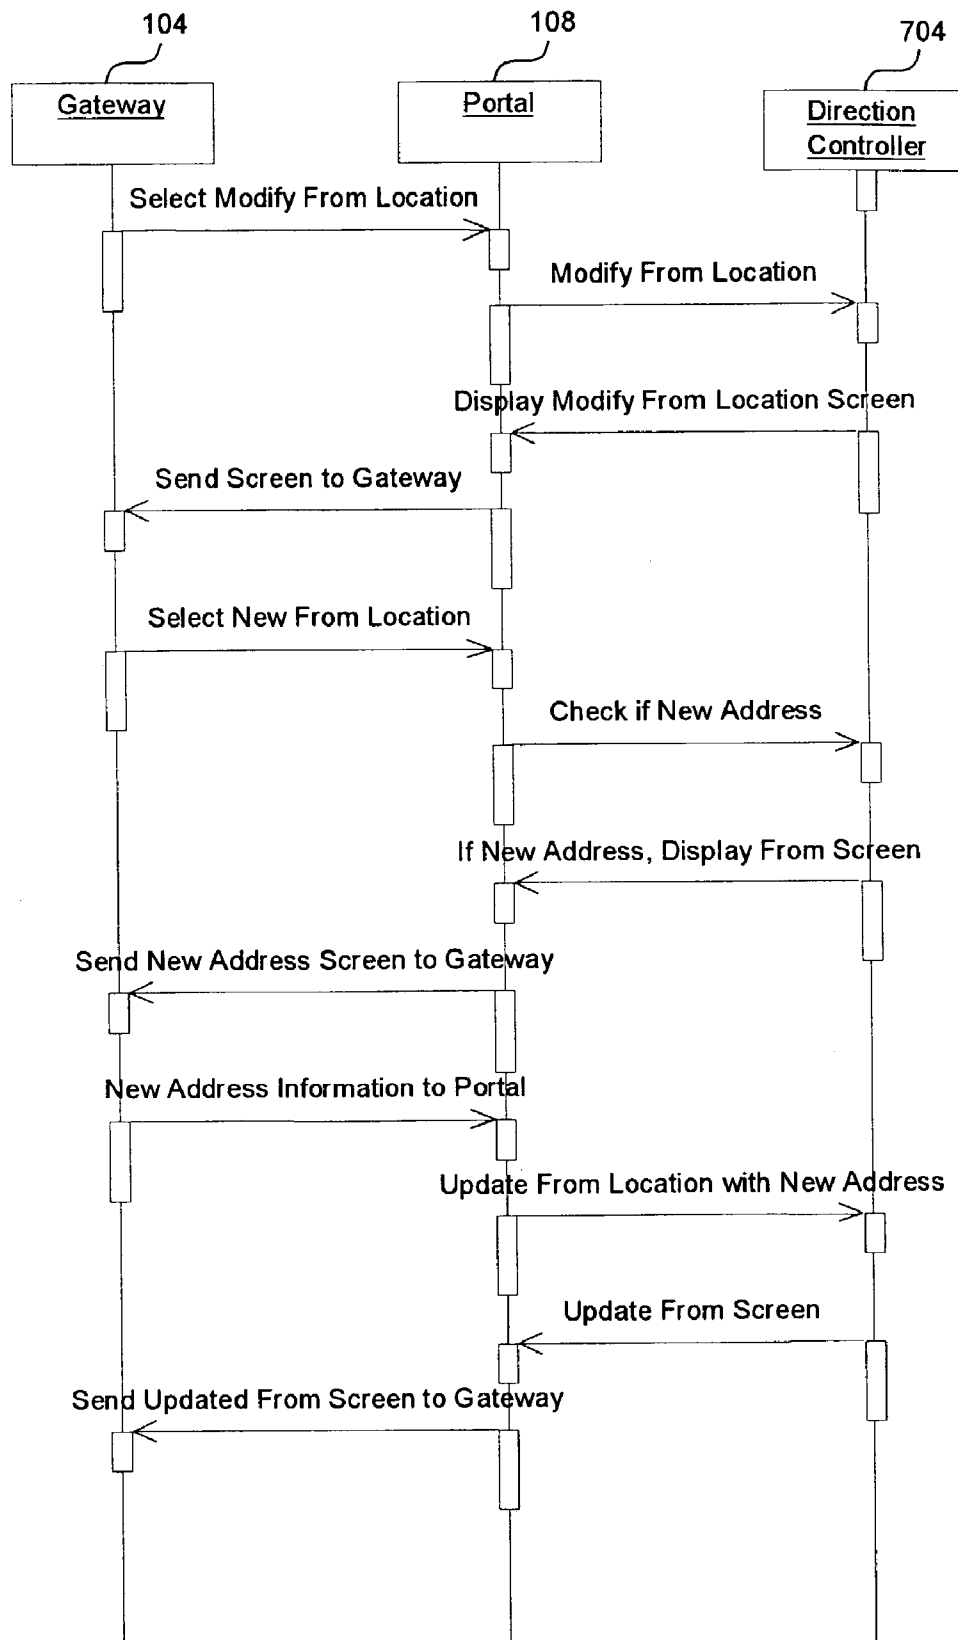 104
108
704
Gateway
Portal
Direction
Controller
Select Modify From Location
Modify From Location
Display Modify From Location Screen
Send Screen to Gateway
Select New From Location
Check if New Address
If New Address, Display From Screen
Send New Address Screen to Gateway
New Address Information to Portal
Update From Location with New Address
Update From Screen
Send Updated From Screen to Gateway